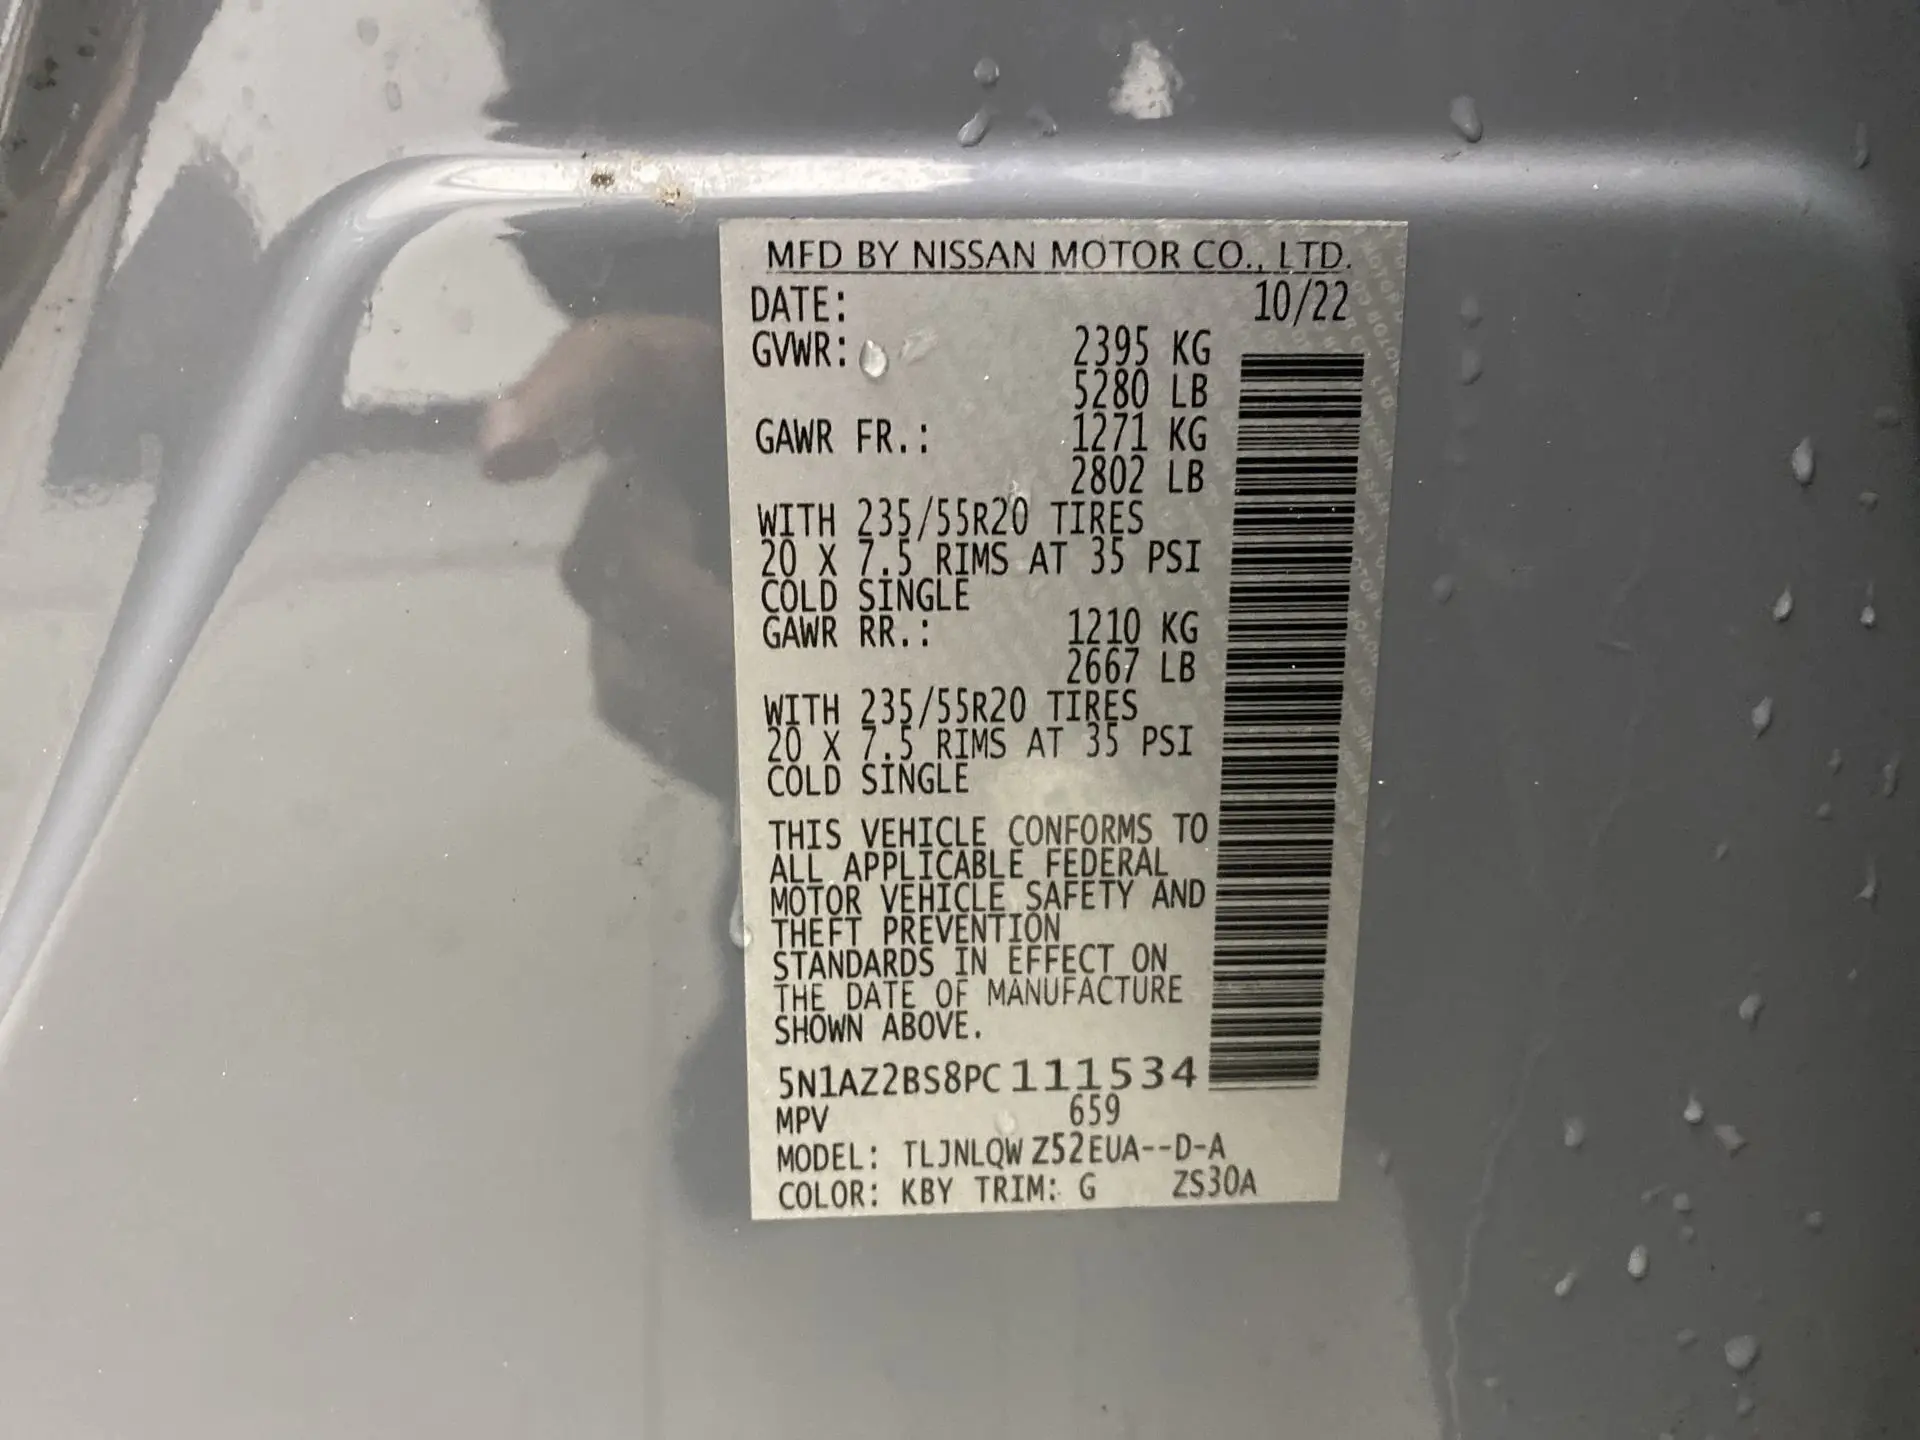 MFD BY NISSAN MOTOR CO., LTD.
DATE: 10/22
GVWR: 2395 KG
5280 LB
GAWR FR.: 1271 KG
2802 LB
WITH 235/55R20 TIRES
20 X 7.5 RIMS AT 35 PSI
COLD SINGLE
GAWR RR.: 1210 KG
2667 LB
WITH 235/55R20 TIRES
20 X 7.5 RIMS AT 35 PSI
COLD SINGLE
THIS VEHICLE CONFORMS TO
ALL APPLICABLE FEDERAL
MOTOR VEHICLE SAFETY AND
THEFT PREVENTION
STANDARDS IN EFFECT ON
THE DATE OF MANUFACTURE
SHOWN ABOVE.
5N1AZ2BS8PC111534
MPV 659
MODEL: TLJNLQW Z52EUA--D-A
COLOR: KBY TRIM: G ZS30A